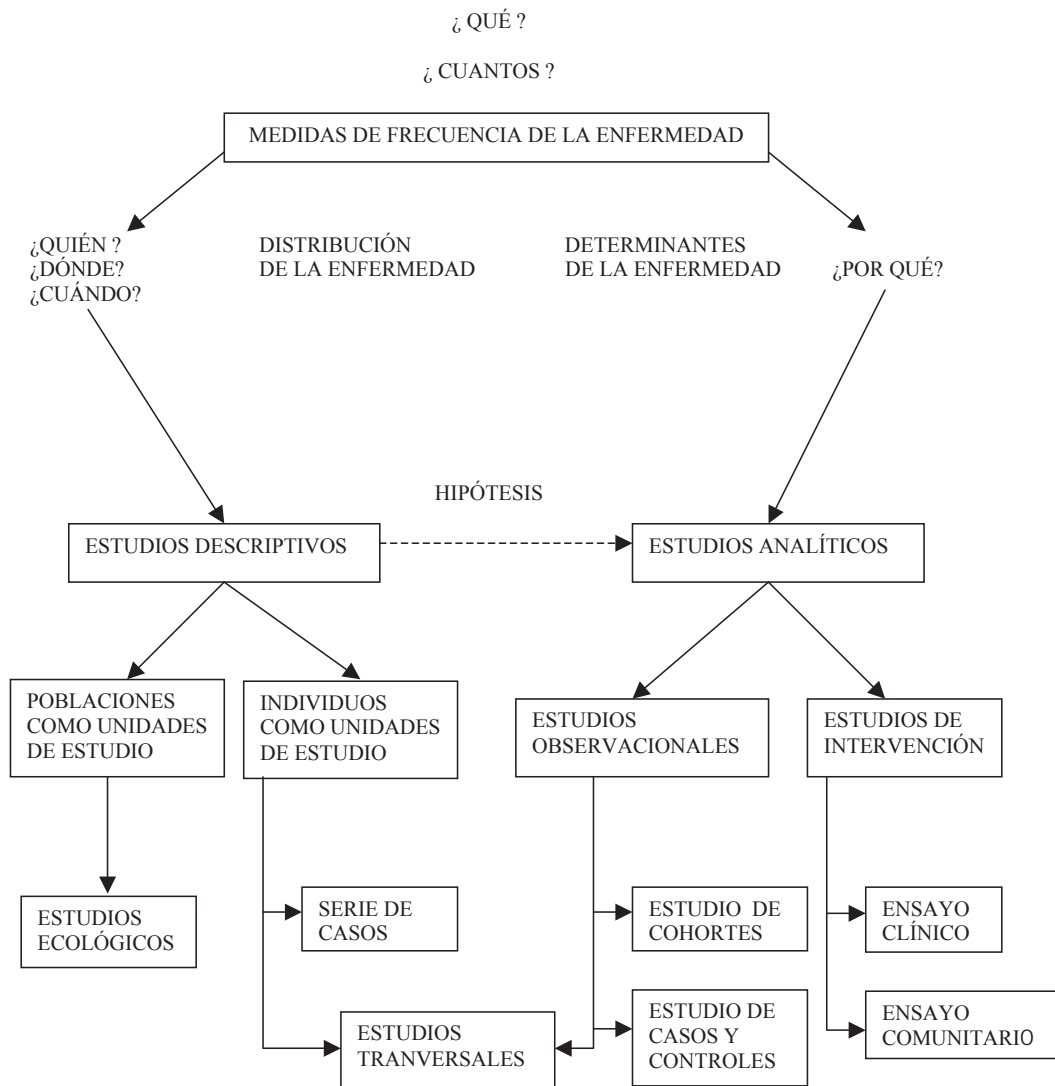 ¿ QUÉ ?
¿ CUANTOS ?
MEDIDAS DE FRECUENCIA DE LA ENFERMEDAD
¿QUIÉN ?
¿DÓNDE?
¿CUÁNDO?
DISTRIBUCIÓN
DE LA ENFERMEDAD
DETERMINANTES
DE LA ENFERMEDAD
¿POR QUÉ?
HIPÓTESIS
ESTUDIOS DESCRIPTIVOS
ESTUDIOS ANALÍTICOS
POBLACIONES
COMO UNIDADES
DE ESTUDIO
INDIVIDUOS
COMO UNIDADES
DE ESTUDIO
ESTUDIOS
OBSERVACIONALES
ESTUDIOS DE
INTERVENCIÓN
ESTUDIOS
ECOLÓGICOS
SERIE DE
CASOS
ESTUDIO DE
COHORTES
ENSAYO
CLÍNICO
ESTUDIOS
TRANVERSALES
ESTUDIO DE
CASOS Y
CONTROLES
ENSAYO
COMUNITARIO